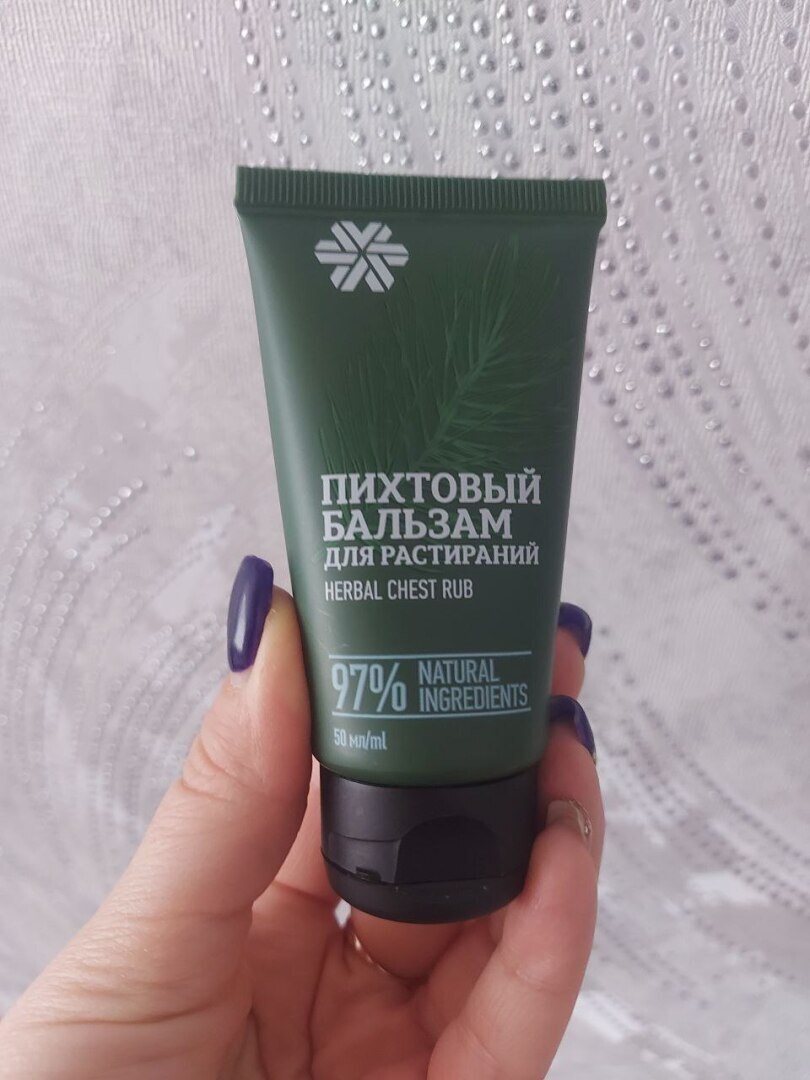 ПИХТОВЫЙ
БАЛЬЗАМ
ДЛЯ РАСТИРАНИЙ
HERBAL CHEST RUB
97% NATURAL
INGREDIENTS
50 мл/ml